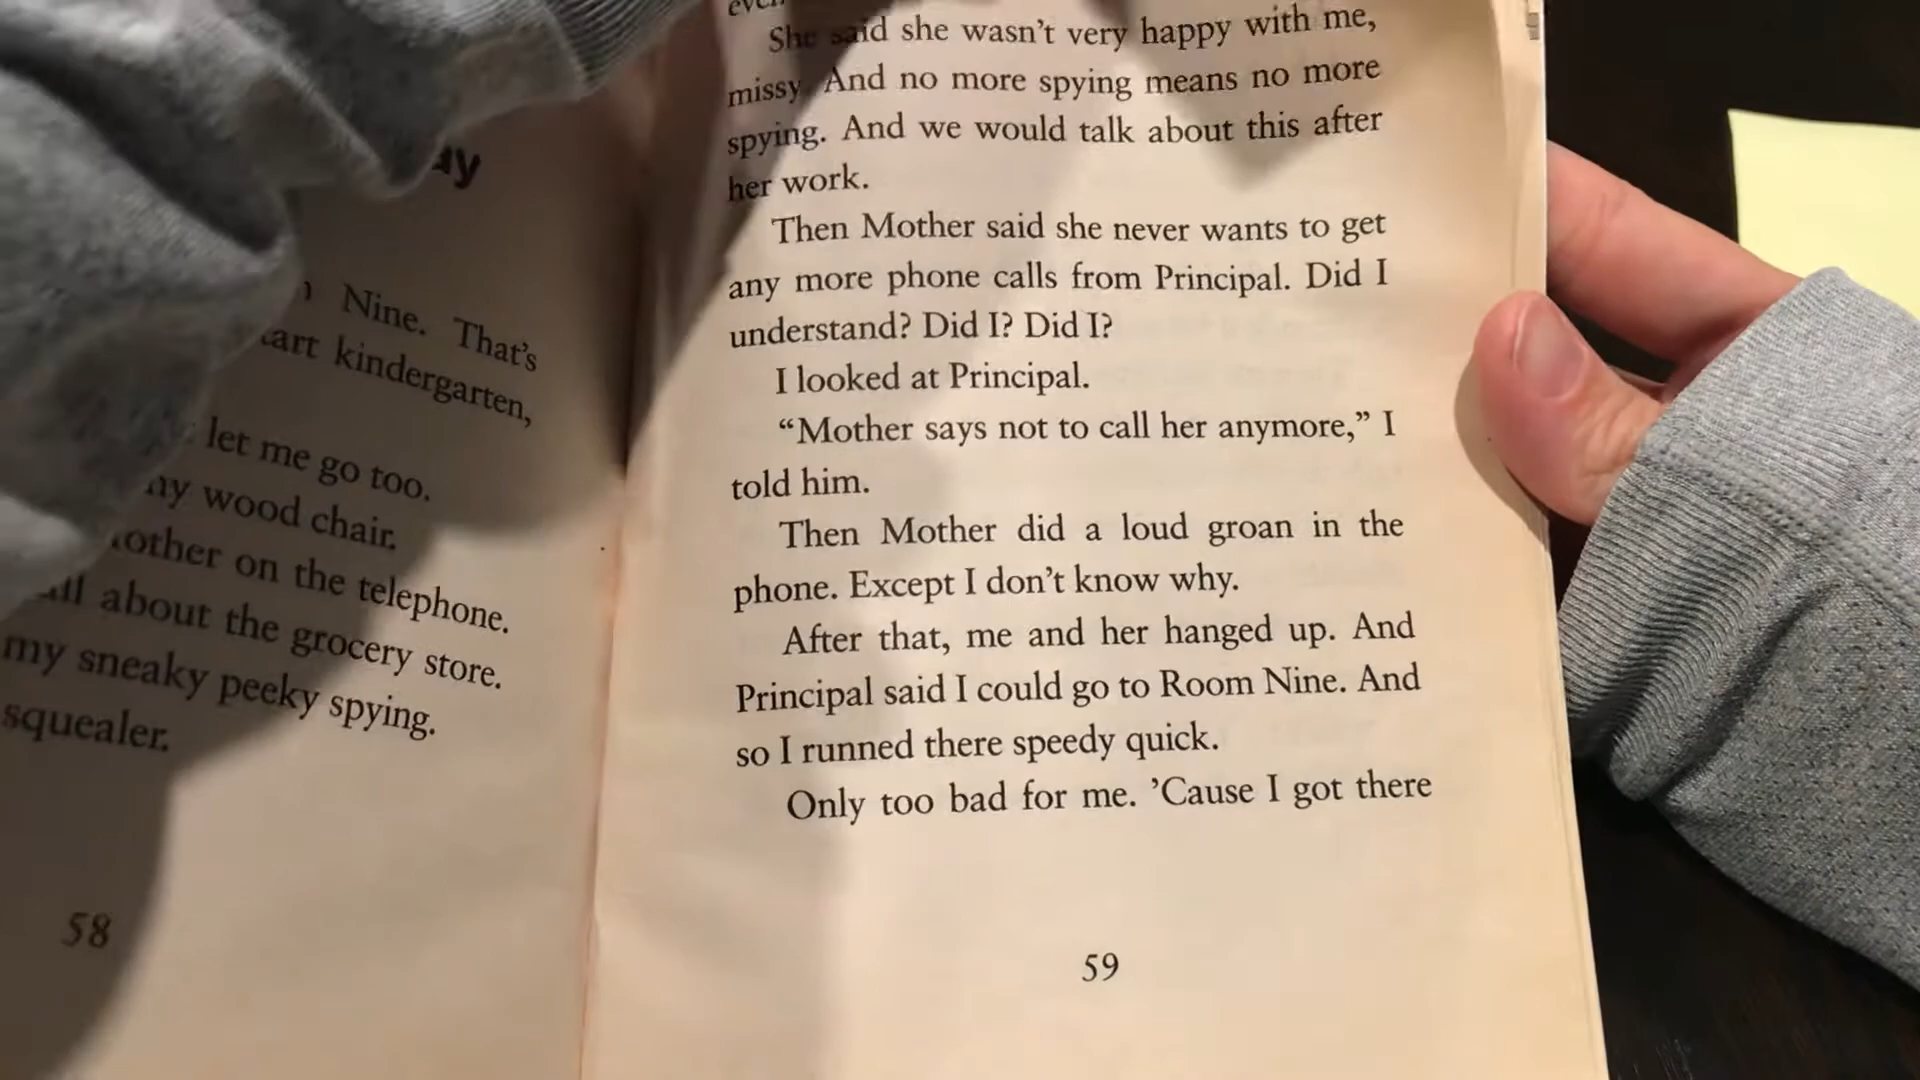 Nine. That's
kindergarten,
let me go too.
wood chair.
on the telephone.
about the grocery store.
my sneaky peeky spying.
squealer.
58
She said she wasn't very happy with me,
missy. And no more spying means no more
spying. And we would talk about this after
her work.
Then Mother said she never wants to get
any more phone calls from Principal. Did I
understand? Did I? Did I?
I looked at Principal.
“Mother says not to call her anymore,” I
told him.
Then Mother did a loud groan in the
phone. Except I don't know why.
After that, me and her hanged up. And
Principal said I could go to Room Nine. And
so I runned there speedy quick.
Only too bad for me. ’Cause I got there
59